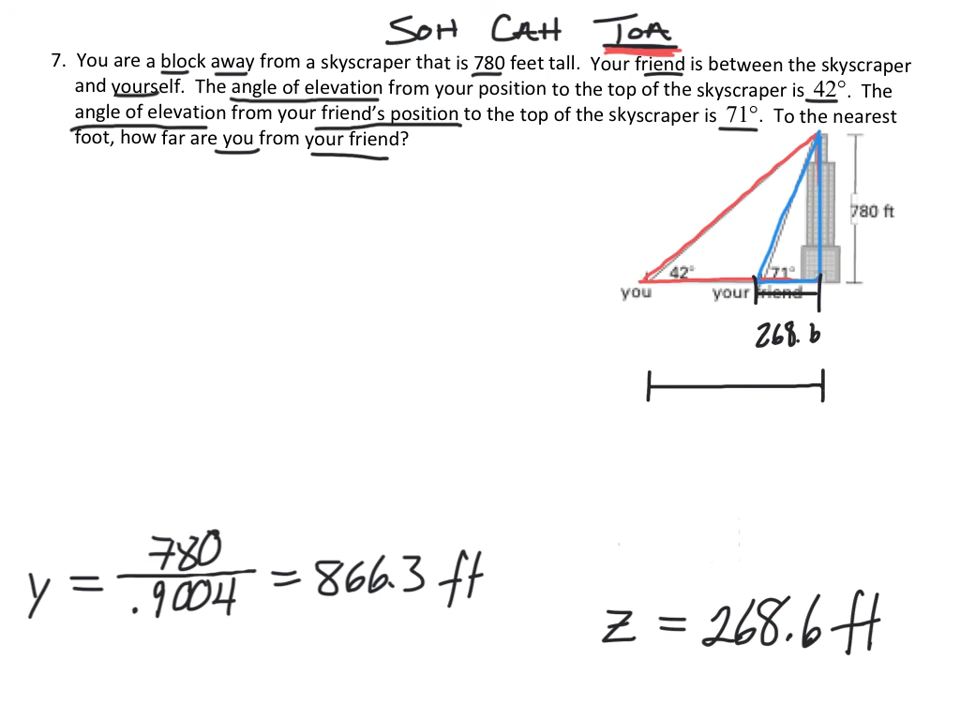 SOH CAH TOA
7. You are a block away from a skyscraper that is 780 feet tall. Your friend is between the skyscraper
and yourself. The angle of elevation from your position to the top of the skyscraper is 42°. The
angle of elevation from your friend's position to the top of the skyscraper is 71°. To the nearest
foot, how far are you from your friend?
780 ft
42° 71°
you your friend
268.6
y = 780 / .9004 = 866.3 ft
z = 268.6 ft